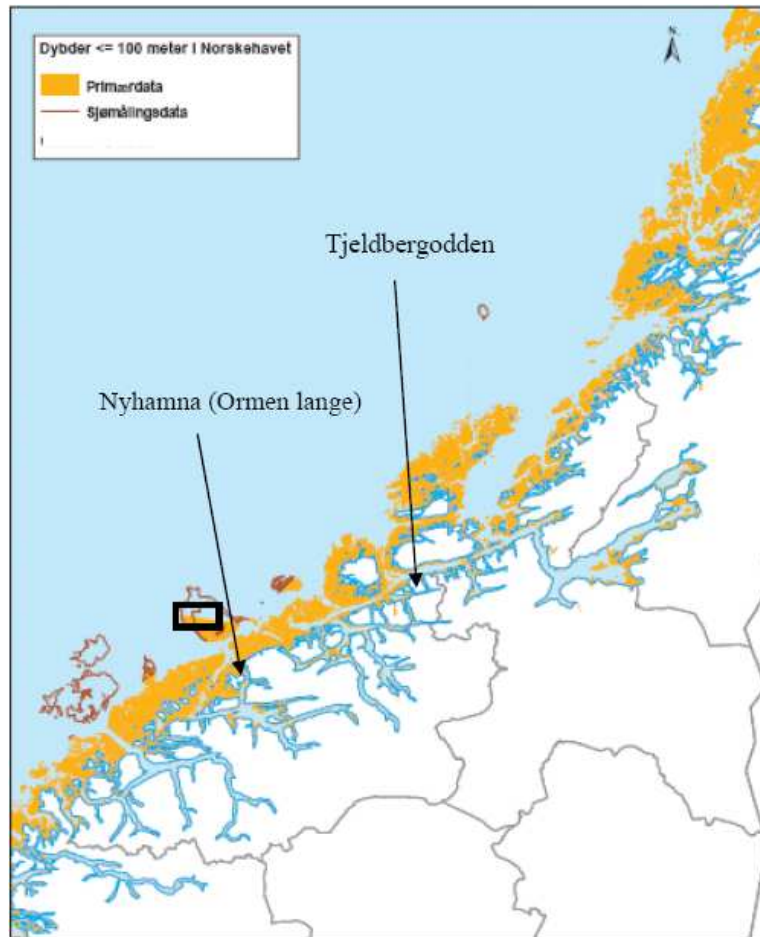 Dybder <= 100 meter i Norskehavet
Primærdata
Sjømålingsdata
N
Tjeldbergodden
Nyhamna (Ormen lange)